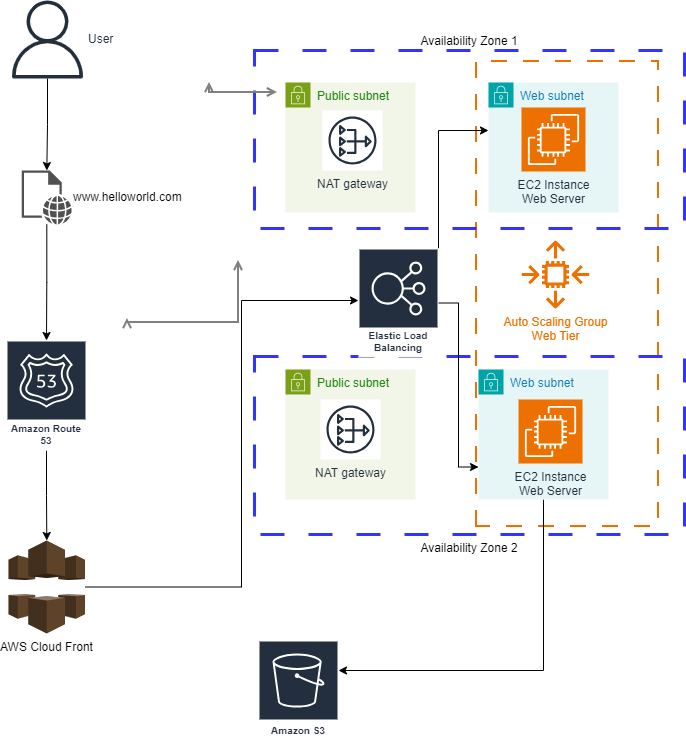 User
Availability Zone 1
Public subnet
Web subnet
NAT gateway
EC2 Instance
Web Server
www.helloworld.com
Auto Scaling Group
Web Tier
Elastic Load
Balancing
53
Amazon Route
53
Public subnet
Web subnet
NAT gateway
EC2 Instance
Web Server
Availability Zone 2
AWS Cloud Front
Amazon S3